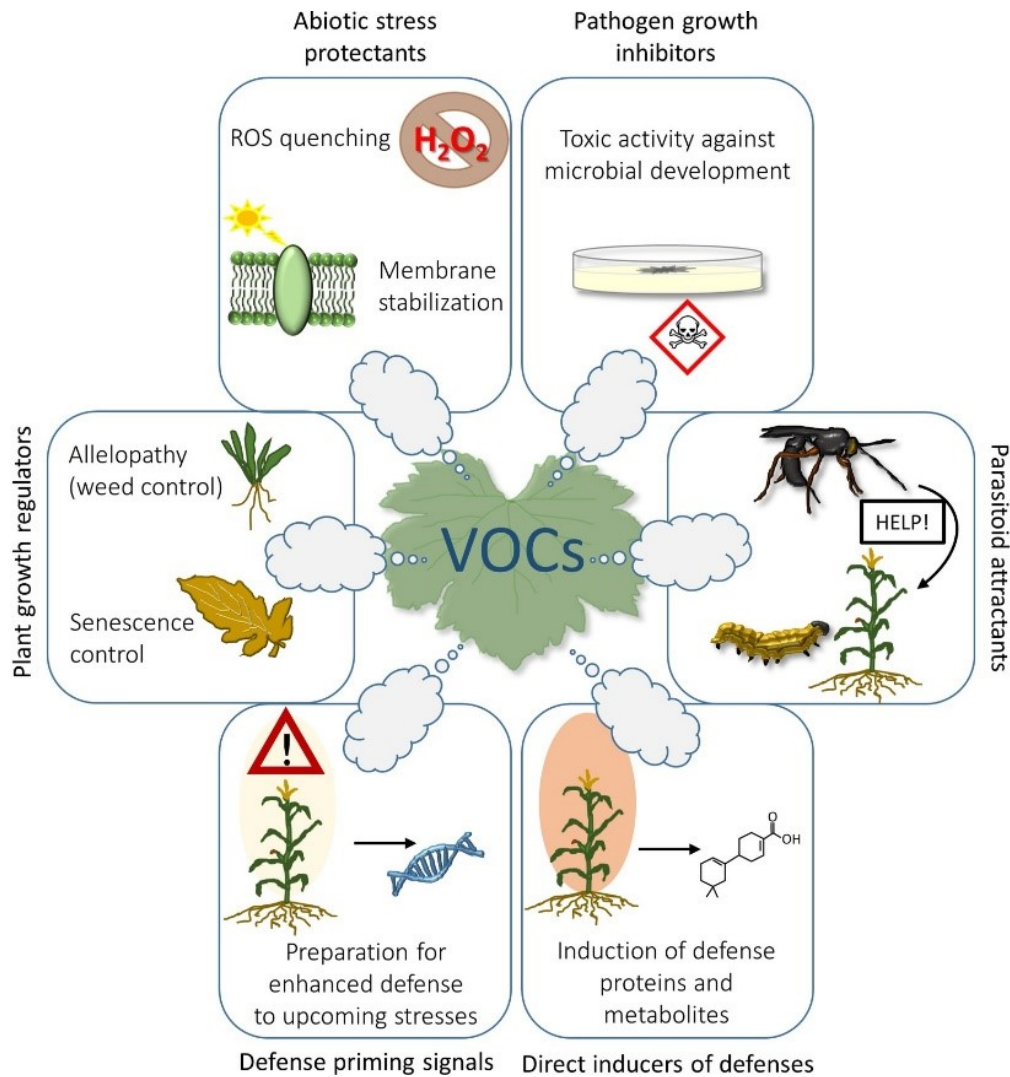 Abiotic stress
protectants
Pathogen growth
inhibitors
ROS quenching
H₂O₂
Membrane
stabilization
Toxic activity against
microbial development
Plant growth regulators
Allelopathy
(weed control)
Senescence
control
VOCs
HELP!
Parasitoid attractants
!
Preparation for
enhanced defense
to upcoming stresses
O
OH
Induction of defense
proteins and
metabolites
Defense priming signals
Direct inducers of defenses